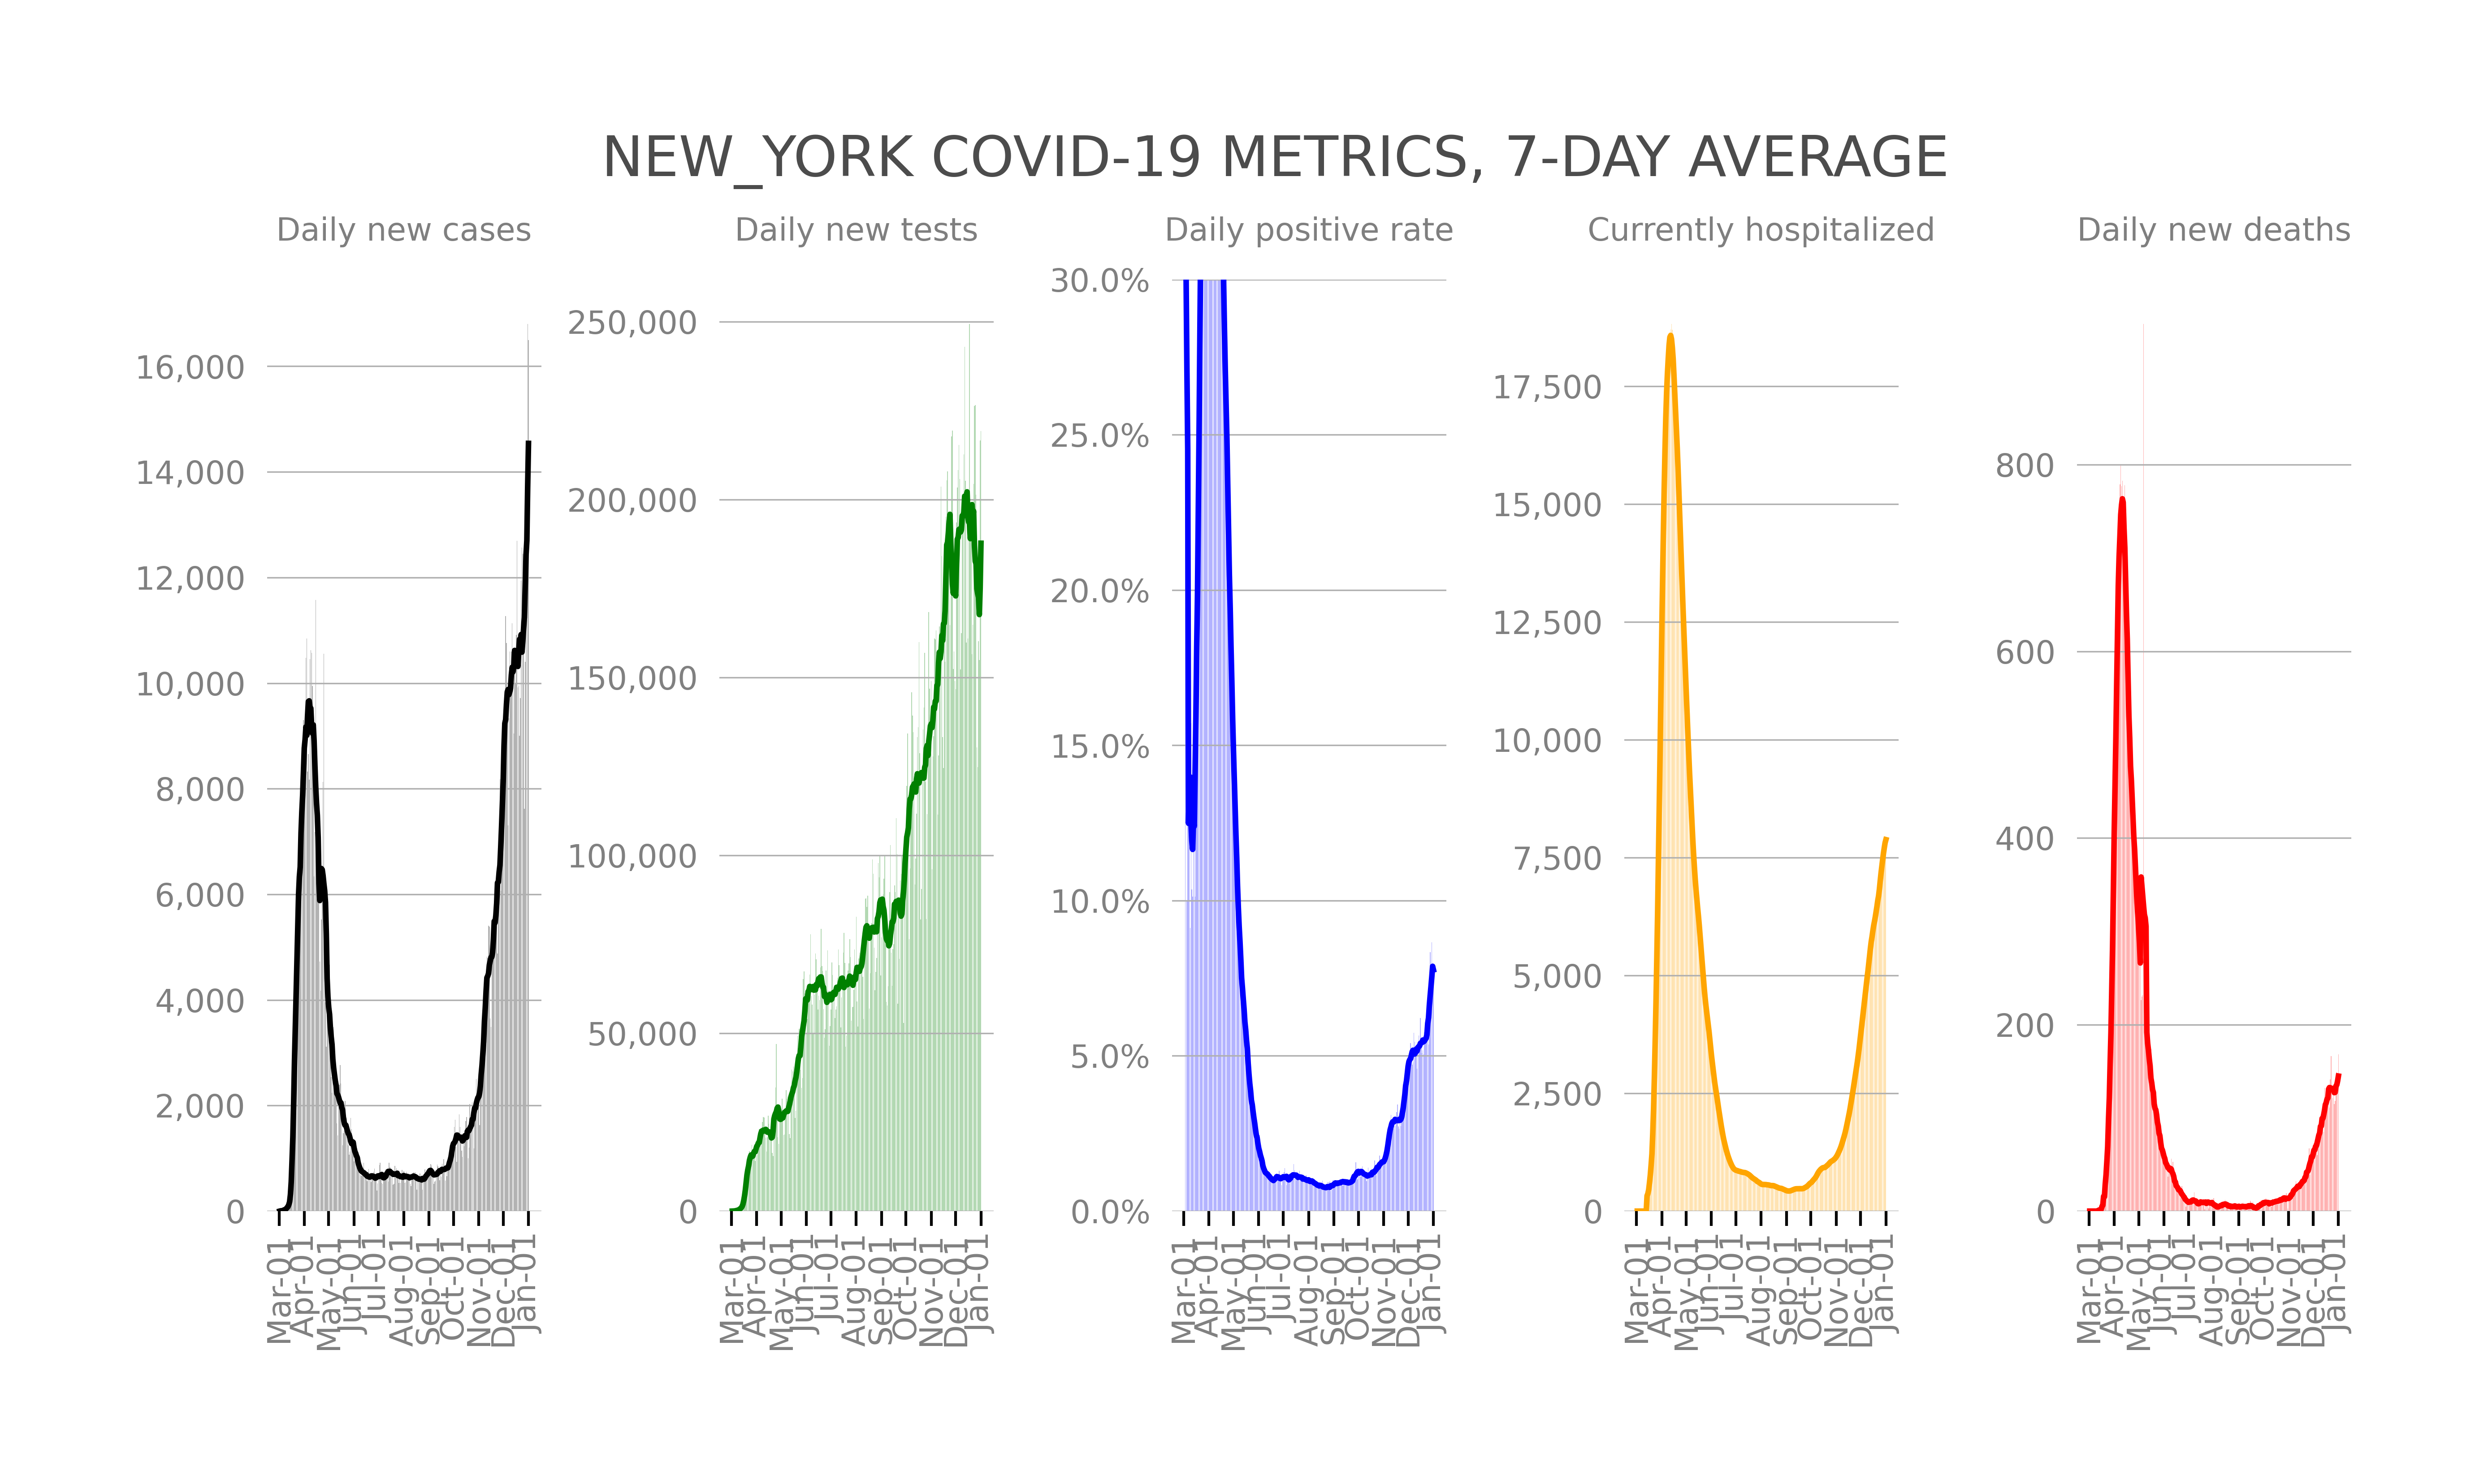 NEW_YORK COVID-19 METRICS, 7-DAY AVERAGE
Daily new cases
16,000
14,000
12,000
10,000
8,000
6,000
4,000
2,000
0
Mar-01
Apr-01
May-01
Jun-01
Jul-01
Aug-01
Sep-01
Oct-01
Nov-01
Dec-01
Jan-01
Daily new tests
250,000
200,000
150,000
100,000
50,000
0
Mar-01
Apr-01
May-01
Jun-01
Jul-01
Aug-01
Sep-01
Oct-01
Nov-01
Dec-01
Jan-01
Daily positive rate
30.0%
25.0%
20.0%
15.0%
10.0%
5.0%
0.0%
Mar-01
Apr-01
May-01
Jun-01
Jul-01
Aug-01
Sep-01
Oct-01
Nov-01
Dec-01
Jan-01
Currently hospitalized
17,500
15,000
12,500
10,000
7,500
5,000
2,500
0
Mar-01
Apr-01
May-01
Jun-01
Jul-01
Aug-01
Sep-01
Oct-01
Nov-01
Dec-01
Jan-01
Daily new deaths
800
600
400
200
0
Mar-01
Apr-01
May-01
Jun-01
Jul-01
Aug-01
Sep-01
Oct-01
Nov-01
Dec-01
Jan-01